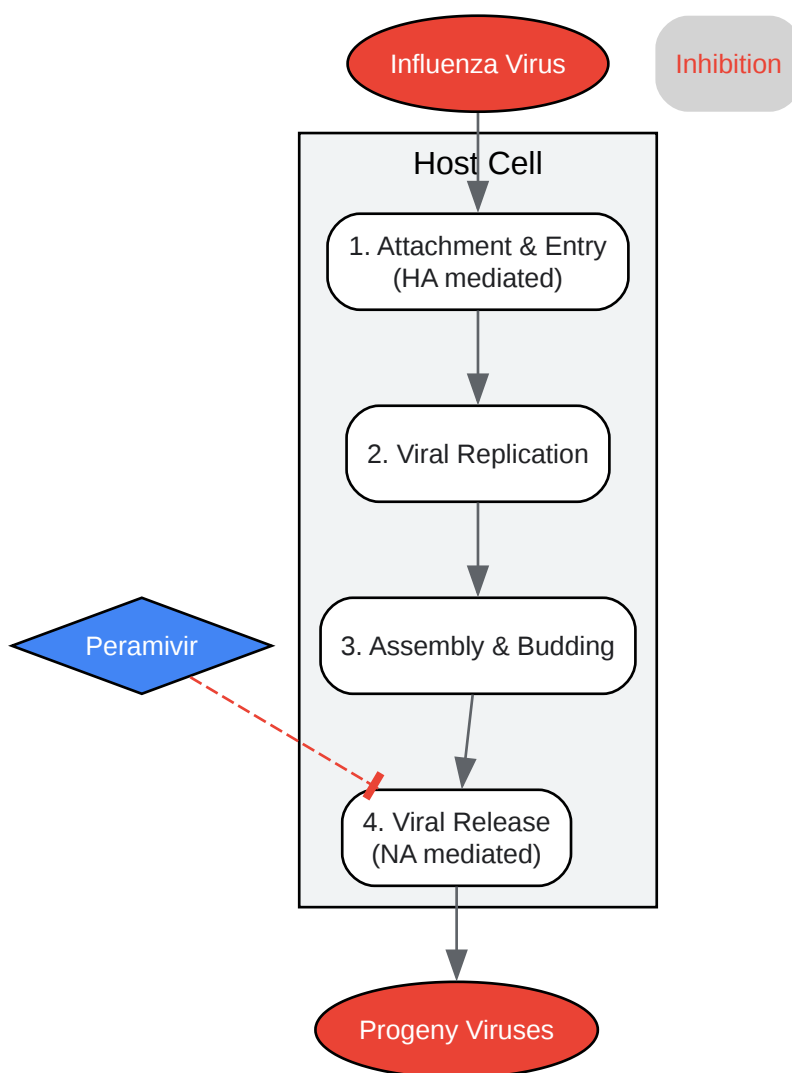 Influenza Virus
Inhibition
Host Cell
1. Attachment & Entry
(HA mediated)
2. Viral Replication
3. Assembly & Budding
Peramivir
4. Viral Release
(NA mediated)
Progeny Viruses